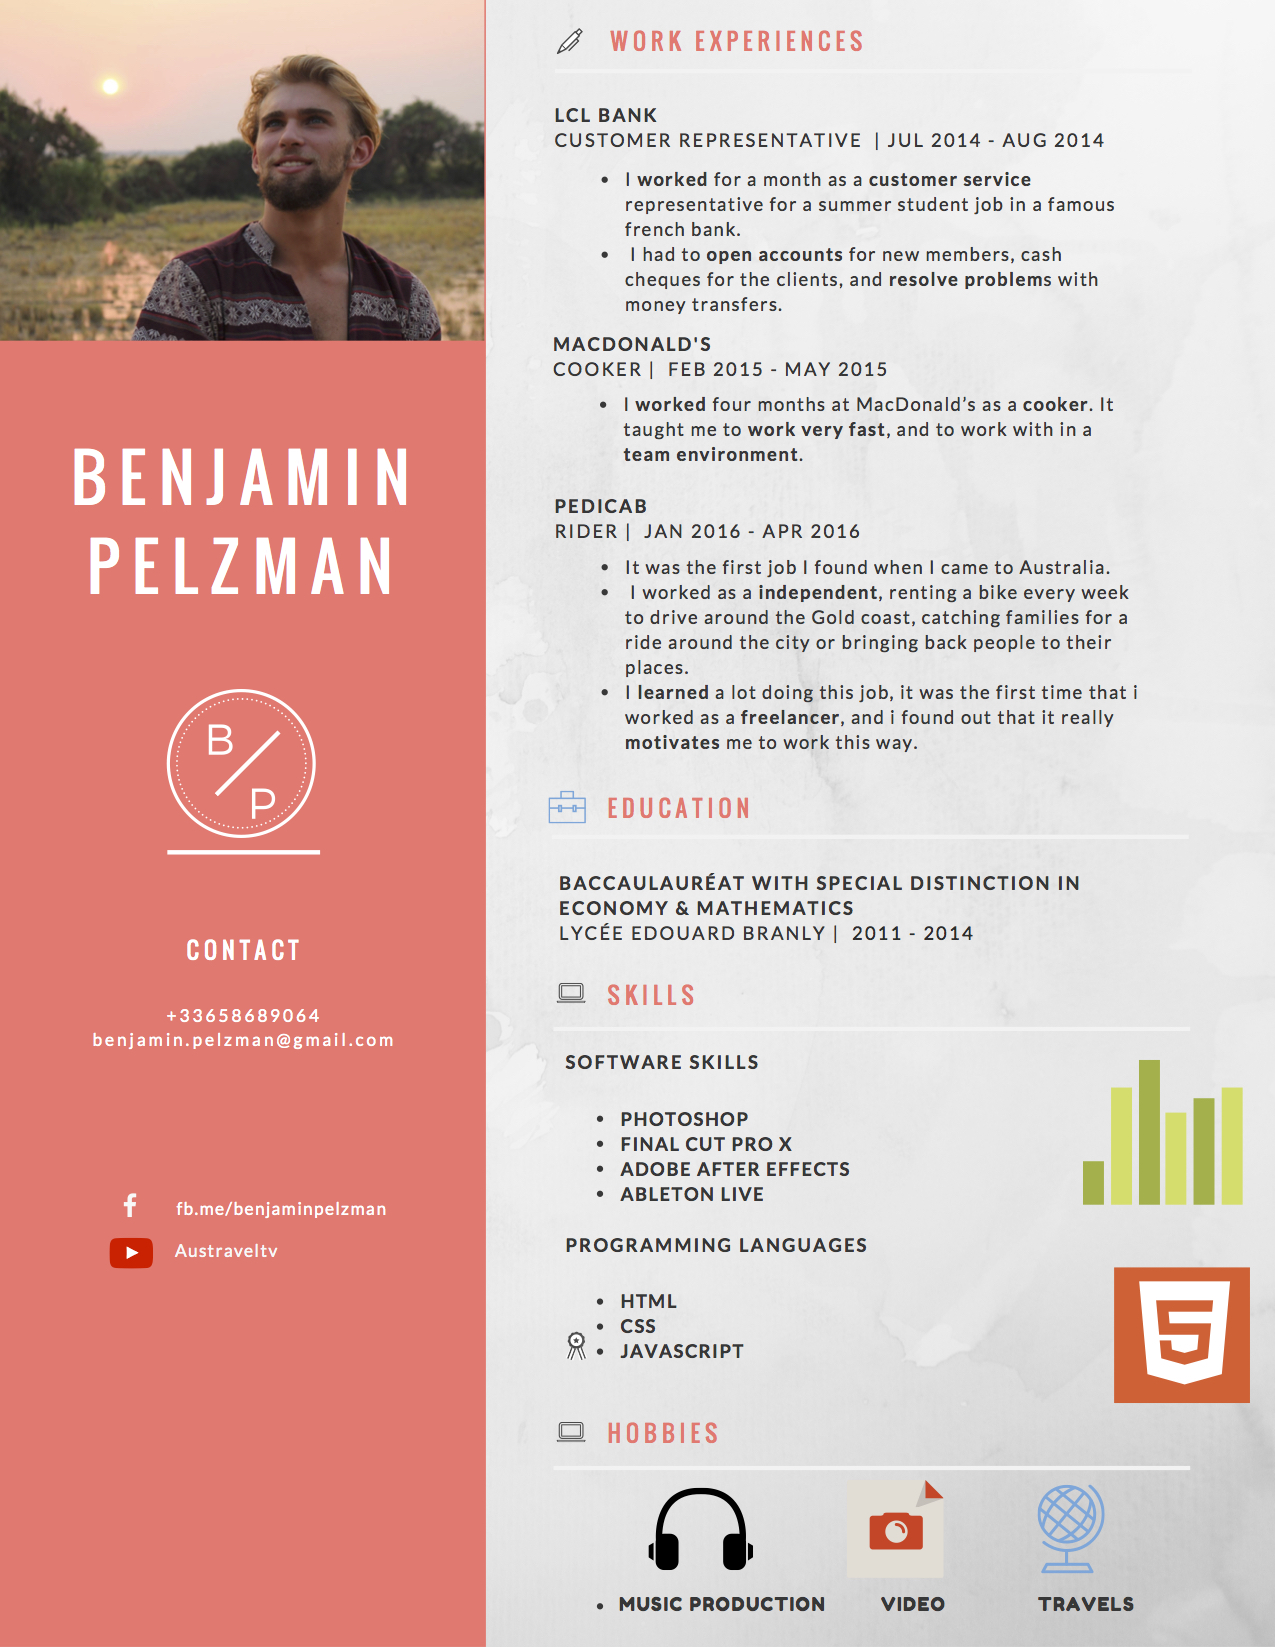 BENJAMIN
PELZMAN
B
P
CONTACT
+33658689064
benjamin.pelzman@gmail.com
fb.me/benjaminpelzman
Austraveltv
WORK EXPERIENCES
LCL BANK
CUSTOMER REPRESENTATIVE | JUL 2014 - AUG 2014
• I worked for a month as a customer service
representative for a summer student job in a famous
french bank.
• I had to open accounts for new members, cash
cheques for the clients, and resolve problems with
money transfers.
MACDONALD'S
COOKER | FEB 2015 - MAY 2015
• I worked four months at MacDonald’s as a cooker. It
taught me to work very fast, and to work with in a
team environment.
PEDICAB
RIDER | JAN 2016 - APR 2016
• It was the first job I found when I came to Australia.
• I worked as a independent, renting a bike every week
to drive around the Gold coast, catching families for a
ride around the city or bringing back people to their
places.
• I learned a lot doing this job, it was the first time that i
worked as a freelancer, and i found out that it really
motivates me to work this way.
EDUCATION
BACCAULAURÉAT WITH SPECIAL DISTINCTION IN
ECONOMY & MATHEMATICS
LYCÉE EDOUARD BRANLY | 2011 - 2014
SKILLS
SOFTWARE SKILLS
• PHOTOSHOP
• FINAL CUT PRO X
• ADOBE AFTER EFFECTS
• ABLETON LIVE
PROGRAMMING LANGUAGES
• HTML
• CSS
• JAVASCRIPT
5
HOBBIES
• MUSIC PRODUCTION VIDEO TRAVELS